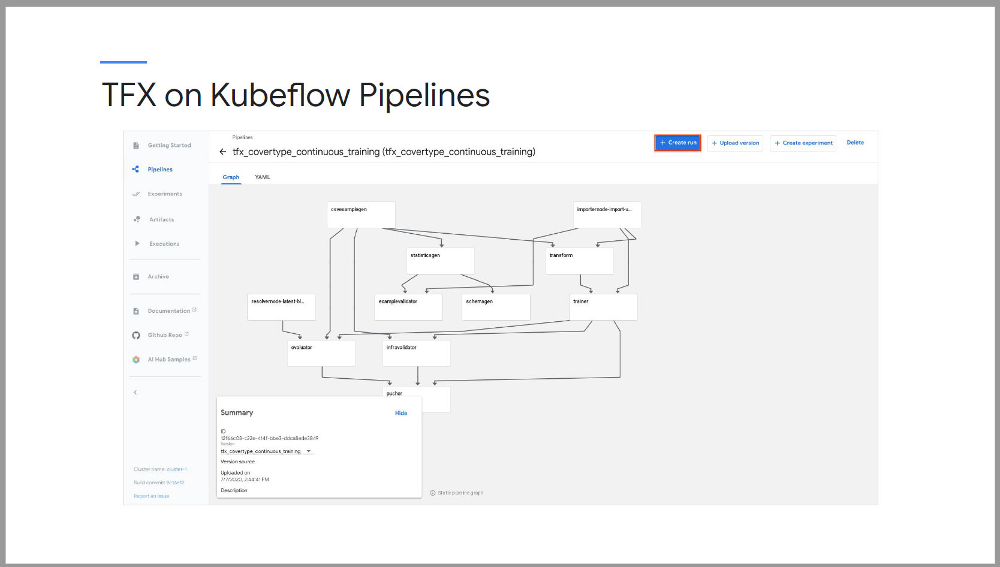 TFX on Kubeflow Pipelines
Getting Started
Pipelines
Experiments
Artifacts
Executions
Archive
Documentation
Github Repo
AI Hub Samples
Cluster name: cluster-1
Build commit: 9c16e12
Report an Issue
Pipelines
tfx_covertype_continuous_training (tfx_covertype_continuous_training)
+ Create run
+ Upload version
+ Create experiment
Delete
Graph
YAML
csvexamplegen
importernode-import-u...
statisticsgen
transform
resolvernode-latest-bl...
examplevalidator
schemagen
trainer
evaluator
infravalidator
pusher
Summary
Hide
ID
12f66c08-c22e-414f-bbe3-ddca8ede3849
Version
tfx_covertype_continuous_training
Version source
Uploaded on
7/7/2020, 2:44:41 PM
Description
Static pipeline graph